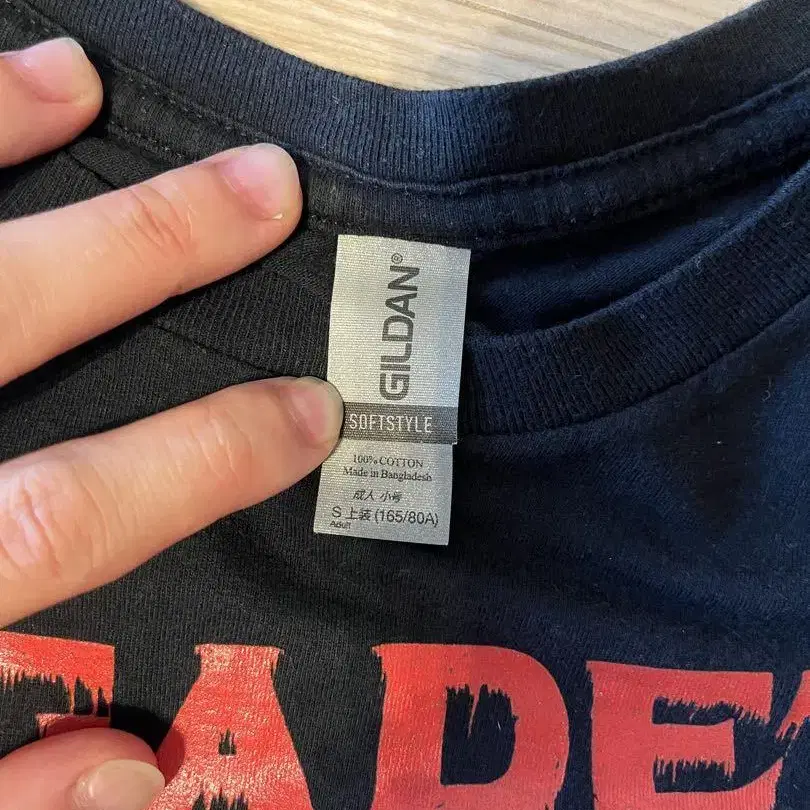 GILDAN®
SOFTSTYLE
100% COTTON
Made in Bangladesh
成人 小号
S 上装 (165/80A)
Adult